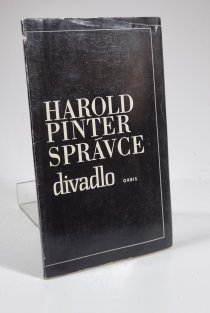 HAROLD
PINTER
SPRÁVCE
divadlo ORBIS